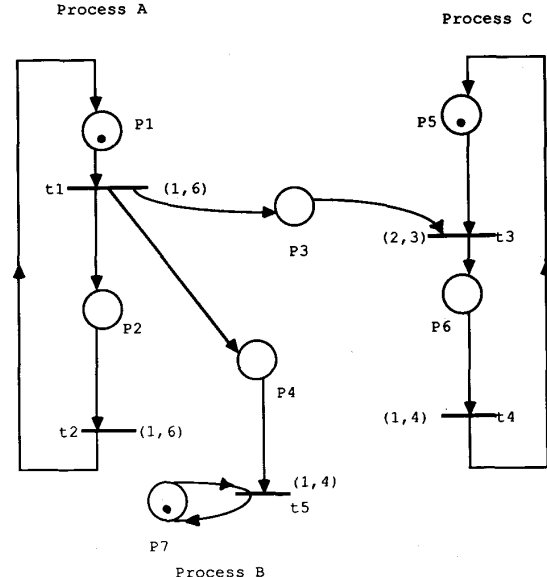 Process A
Process C
P1
P5
t1
(1,6)
P3
(2,3)
t3
P2
P6
P4
t2
(1,6)
(1,4)
t4
(1,4)
t5
P7
Process B